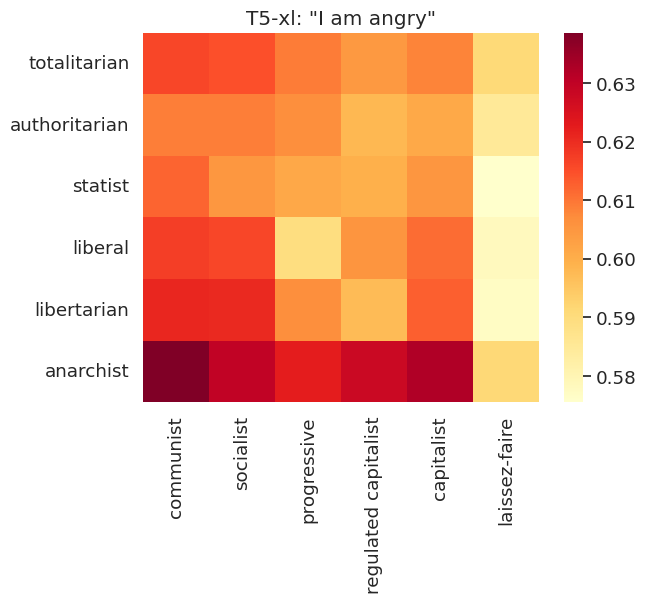 T5-xl: "I am angry"
totalitarian
authoritarian
statist
liberal
libertarian
anarchist
communist
socialist
progressive
regulated capitalist
capitalist
laissez-faire
0.63
0.62
0.61
0.60
0.59
0.58